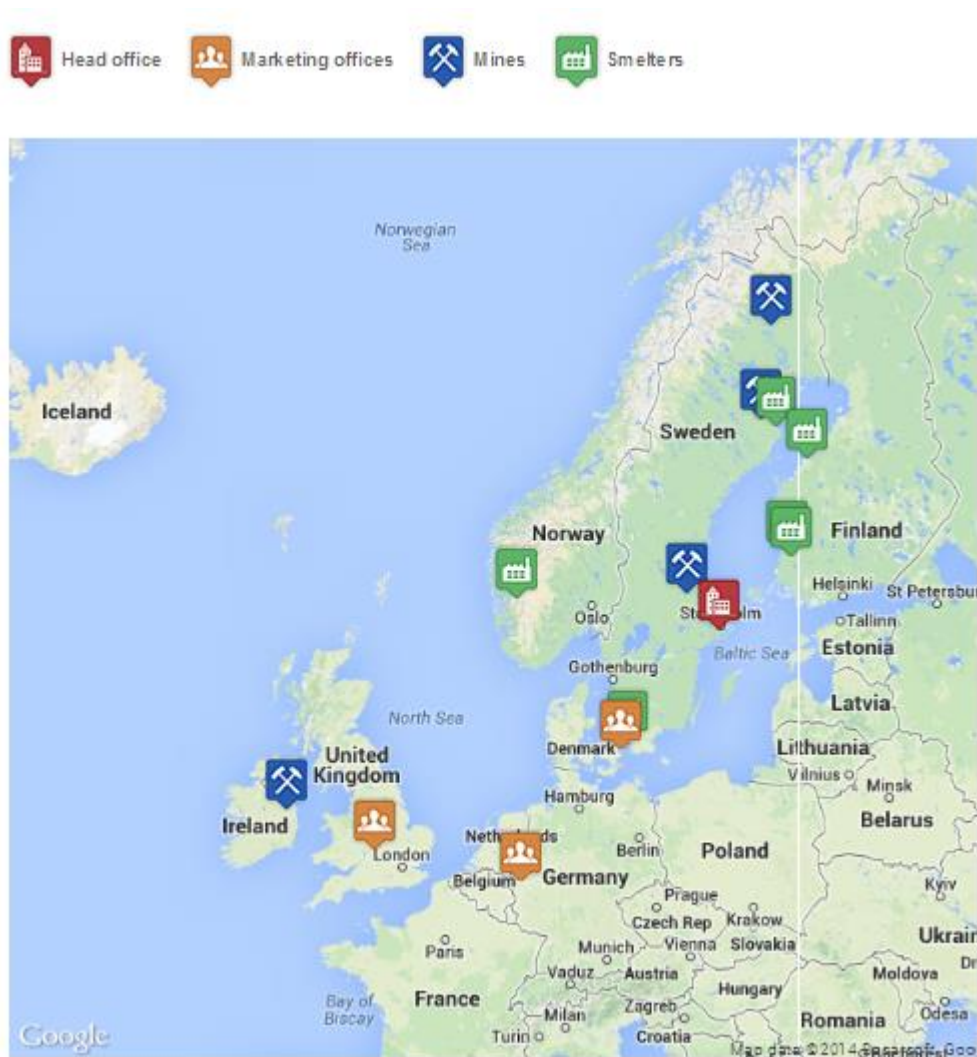 Head office
Marketing offices
Mines
Smelters
Norwegian
Sea
Iceland
Sweden
Norway
Finland
Helsinki
St Petersbur
Oslo
Tallinn
Estonia
Baltic Sea
Gothenburg
Latvia
North Sea
Denmark
Lithuania
United
Kingdom
Vilnius
Minsk
Hamburg
Ireland
Belarus
London
Berlin
Poland
Belgium
Germany
Prague
Kyiv
Czech Rep
Krakow
Ukrain
Paris
Munich
Vienna
Slovakia
Vaduz
Austria
Moldova
Hungary
France
Bay of
Biscay
Milan
Zagreb
Romania
Odesa
Turin
Croatia
Google
Map data ©2014